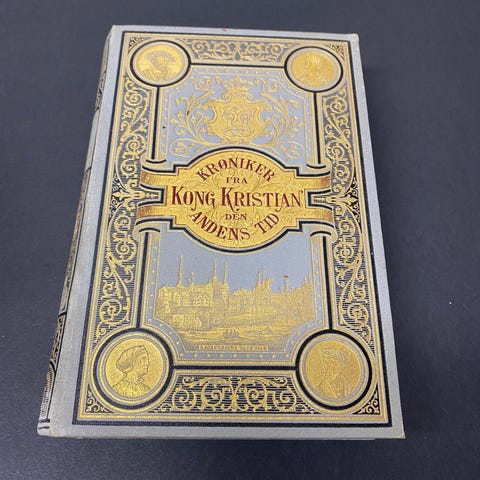 KRØNIKER
FRA
KONG KRISTIAN
DEN
ANDENS TID